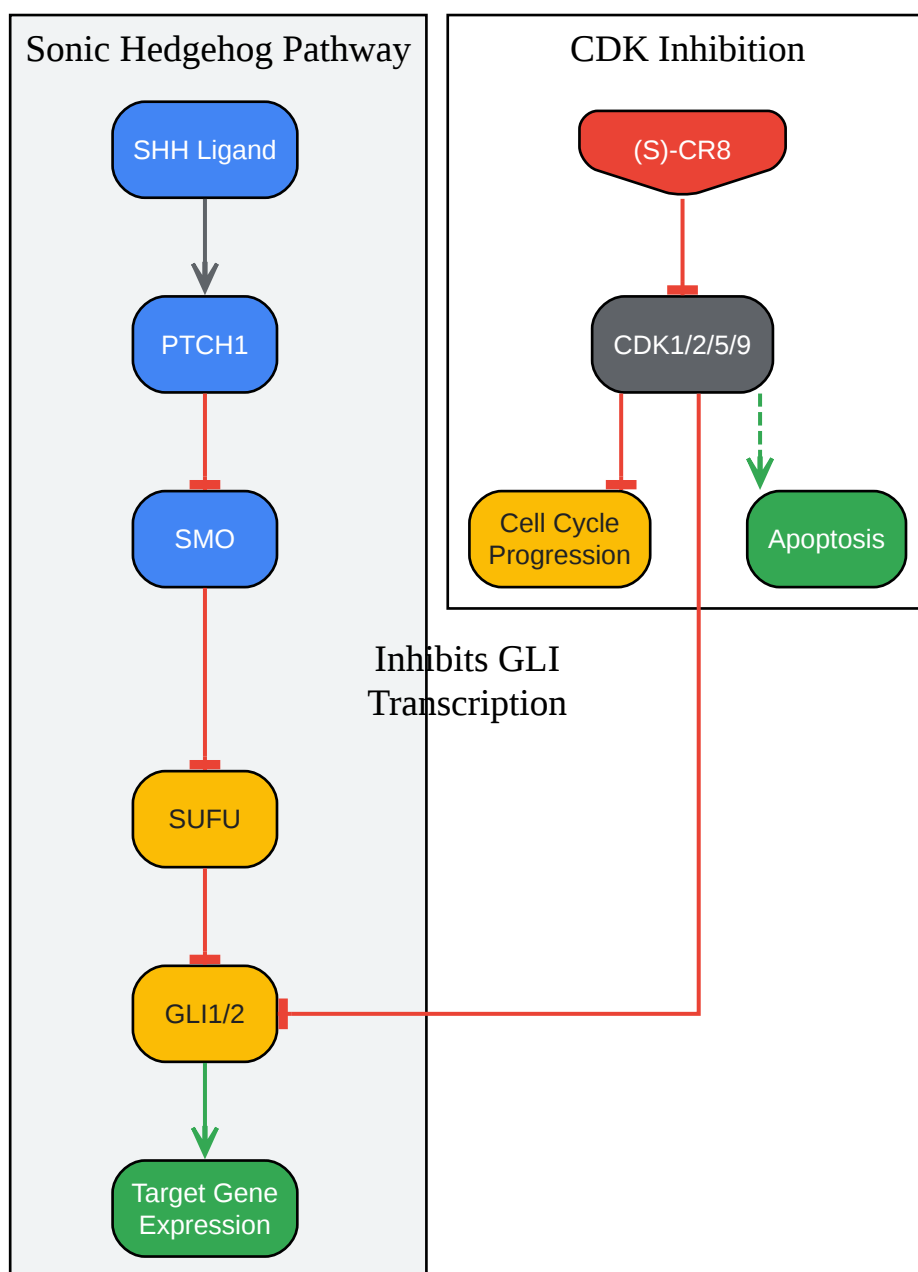 Sonic Hedgehog Pathway
SHH Ligand
PTCH1
SMO
SUFU
GLI1/2
Target Gene
Expression
CDK Inhibition
(S)-CR8
CDK1/2/5/9
Cell Cycle
Progression
Apoptosis
Inhibits GLI
Transcription